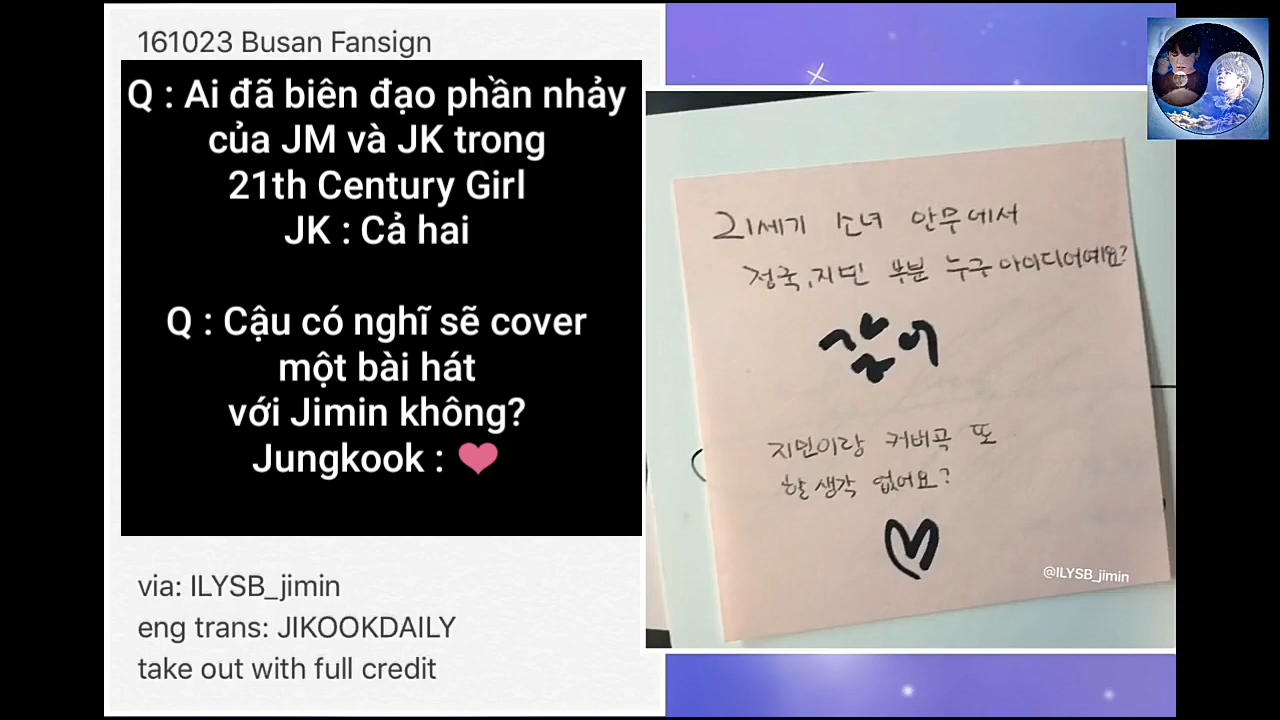 161023 Busan Fansign
Q : Ai đã biên đạo phần nhảy
của JM và JK trong
21th Century Girl
JK : Cả hai
Q : Cậu có nghĩ sẽ cover
một bài hát
với Jimin không?
Jungkook : ❤
via: ILYSB_jimin
eng trans: JIKOOKDAILY
take out with full credit
21세기 소녀 안무에서
정국, 지민 부분 누구 아이디어예요?
같이
지민이랑 커버곡 또
할 생각 없어요?
@ILYSB_jimin